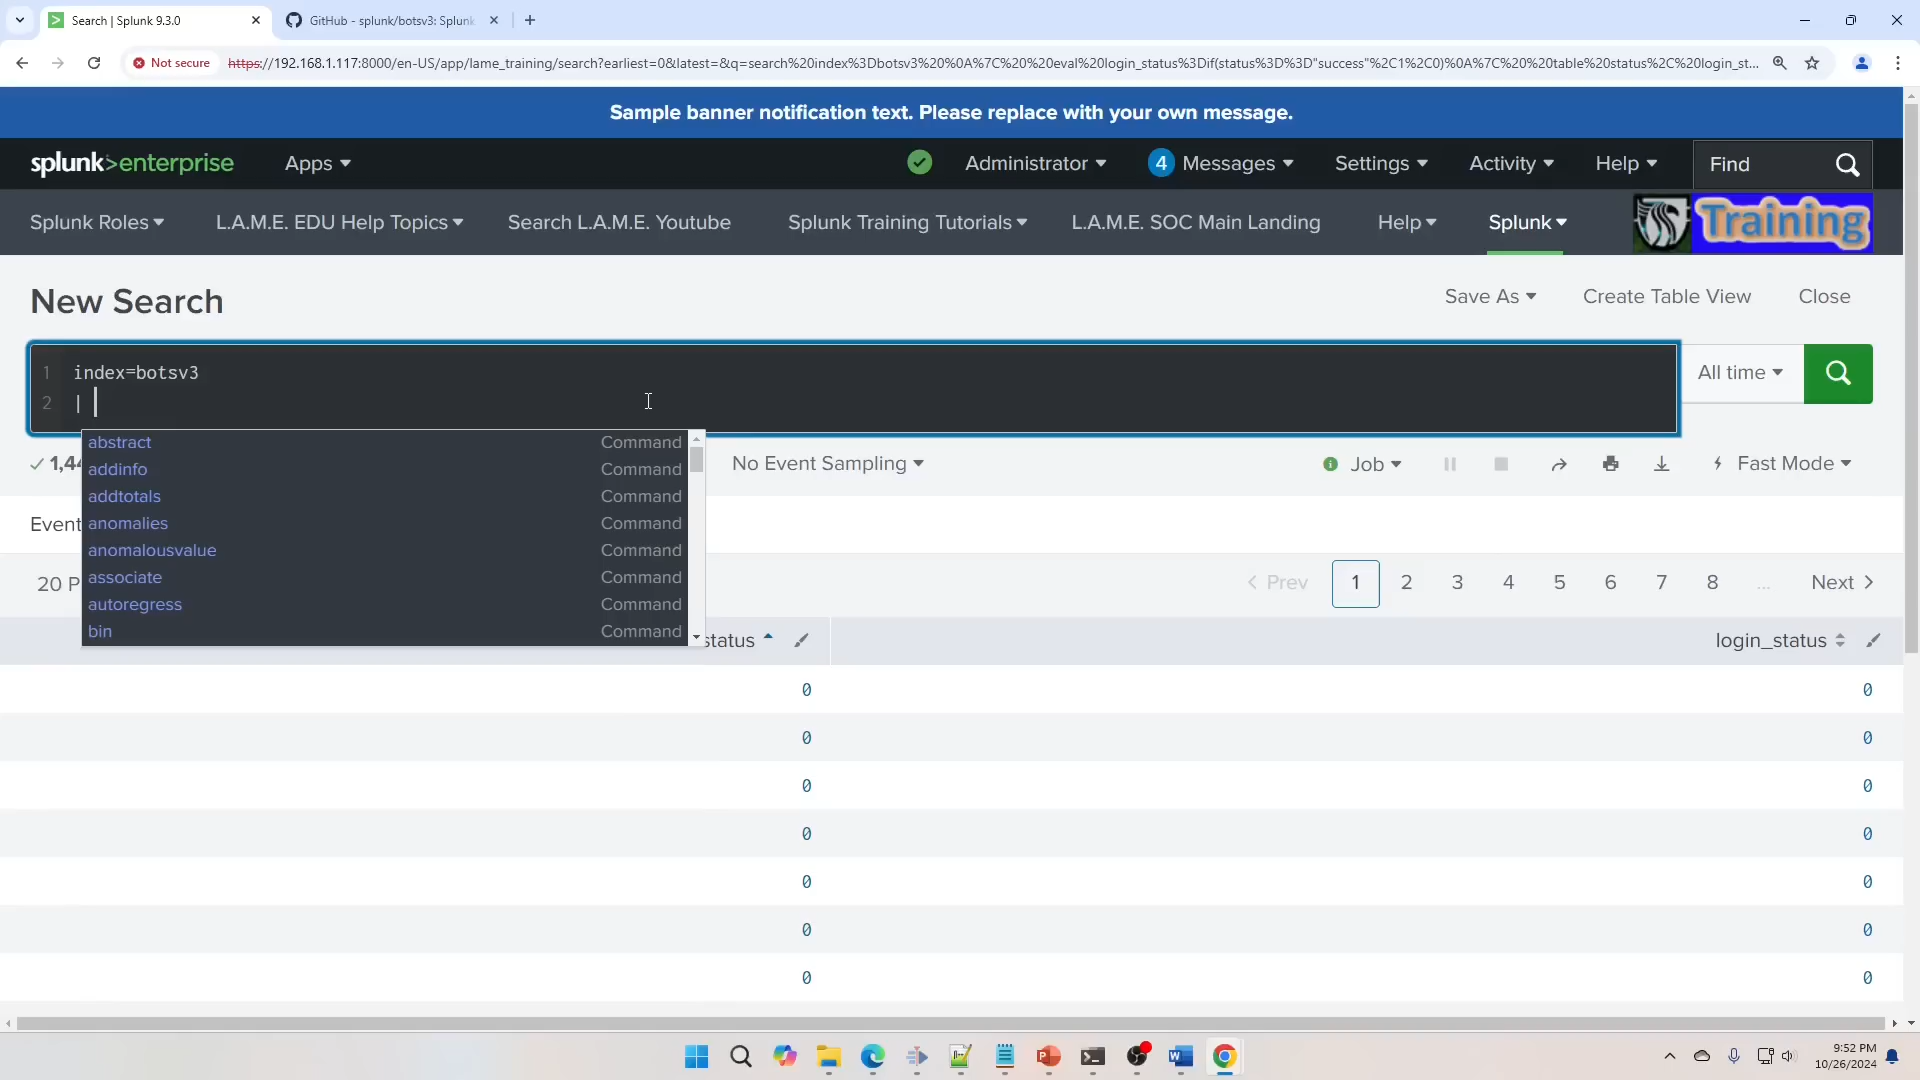 Search | Splunk 9.3.0
GitHub - splunk/botsv3: Splunk
Not secure
https://192.168.1.117:8000/en-US/app/lame_training/search?earliest=0&latest=&q=search%20index%3Dbotsv3%20%0A%7C%20%20eval%20login_status%3Dif(status%3D%3D"success"%2C1%2C0)%0A%7C%20%20table%20status%2C%20login_st...
Sample banner notification text. Please replace with your own message.
splunk>enterprise
Apps
Administrator
4 Messages
Settings
Activity
Help
Find
Splunk Roles
L.A.M.E. EDU Help Topics
Search L.A.M.E. Youtube
Splunk Training Tutorials
L.A.M.E. SOC Main Landing
Help
Splunk
Training
New Search
Save As
Create Table View
Close
1 index=botsv3
2 |
All time
abstract Command
addinfo Command
addtotals Command
anomalies Command
anomalousvalue Command
associate Command
autoregress Command
bin Command
1,44
No Event Sampling
Job
Fast Mode
Event
20 P
Prev 1 2 3 4 5 6 7 8 ... Next
status login_status
0 0
0 0
0 0
0 0
0 0
0 0
0 0
9:52 PM
10/26/2024